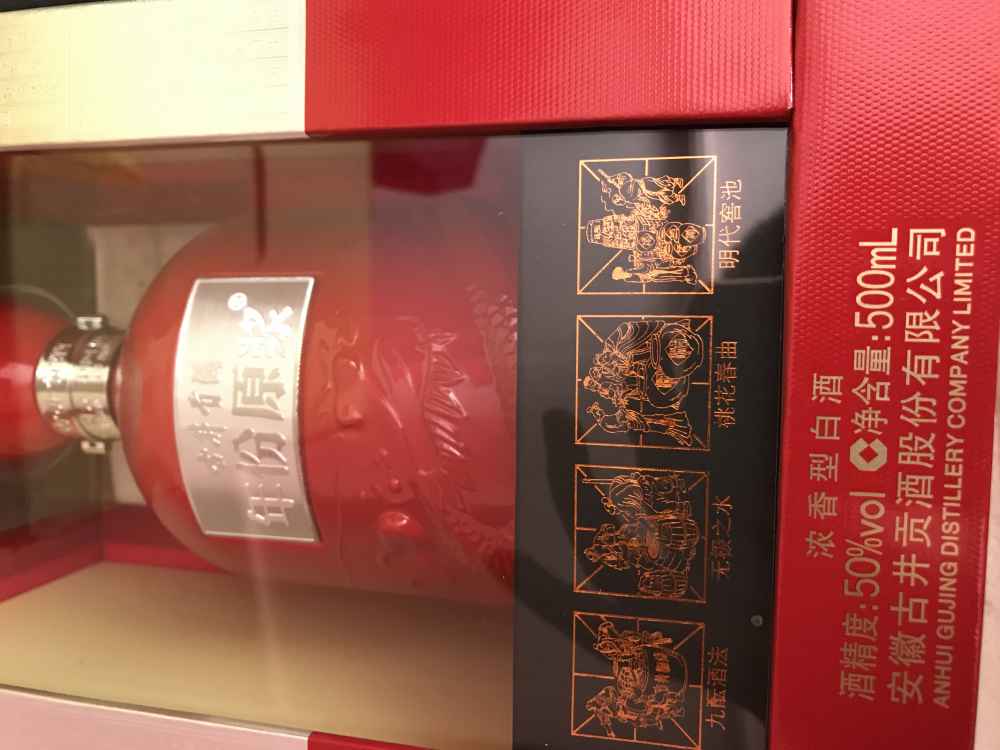 古井贡
年份原浆®
九酝酒法
无极之水
桃花春曲
明代窖池
浓香型白酒
酒精度:50%vol 净含量:500mL
安徽古井贡酒股份有限公司
ANHUI GUJING DISTILLERY COMPANY LIMITED